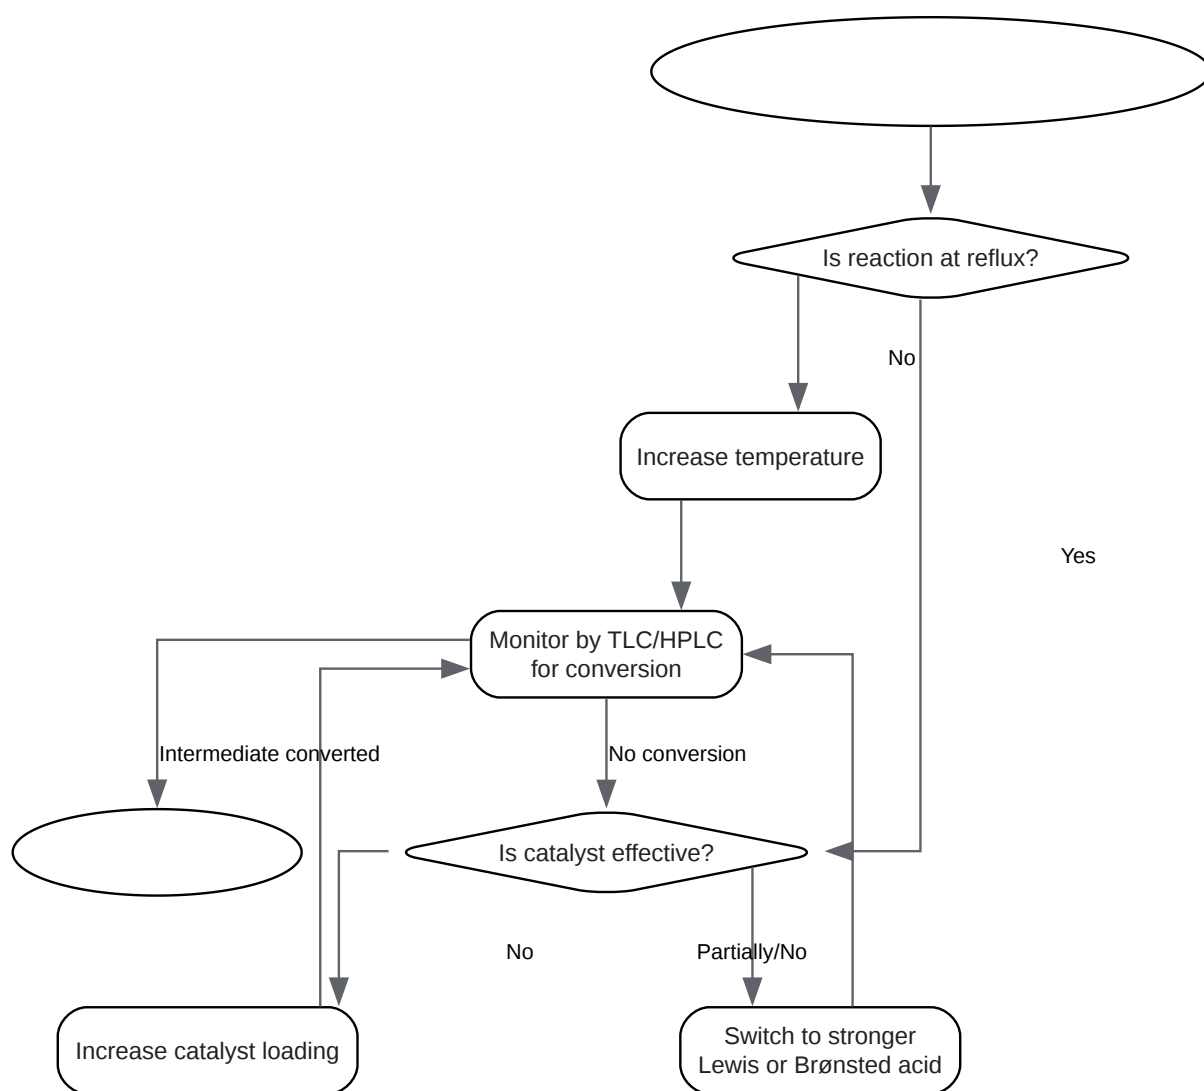 Is reaction at reflux?
No
Increase temperature
Yes
Monitor by TLC/HPLC
for conversion
Intermediate converted
No conversion
Is catalyst effective?
No
Partially/No
Increase catalyst loading
Switch to stronger
Lewis or Brønsted acid